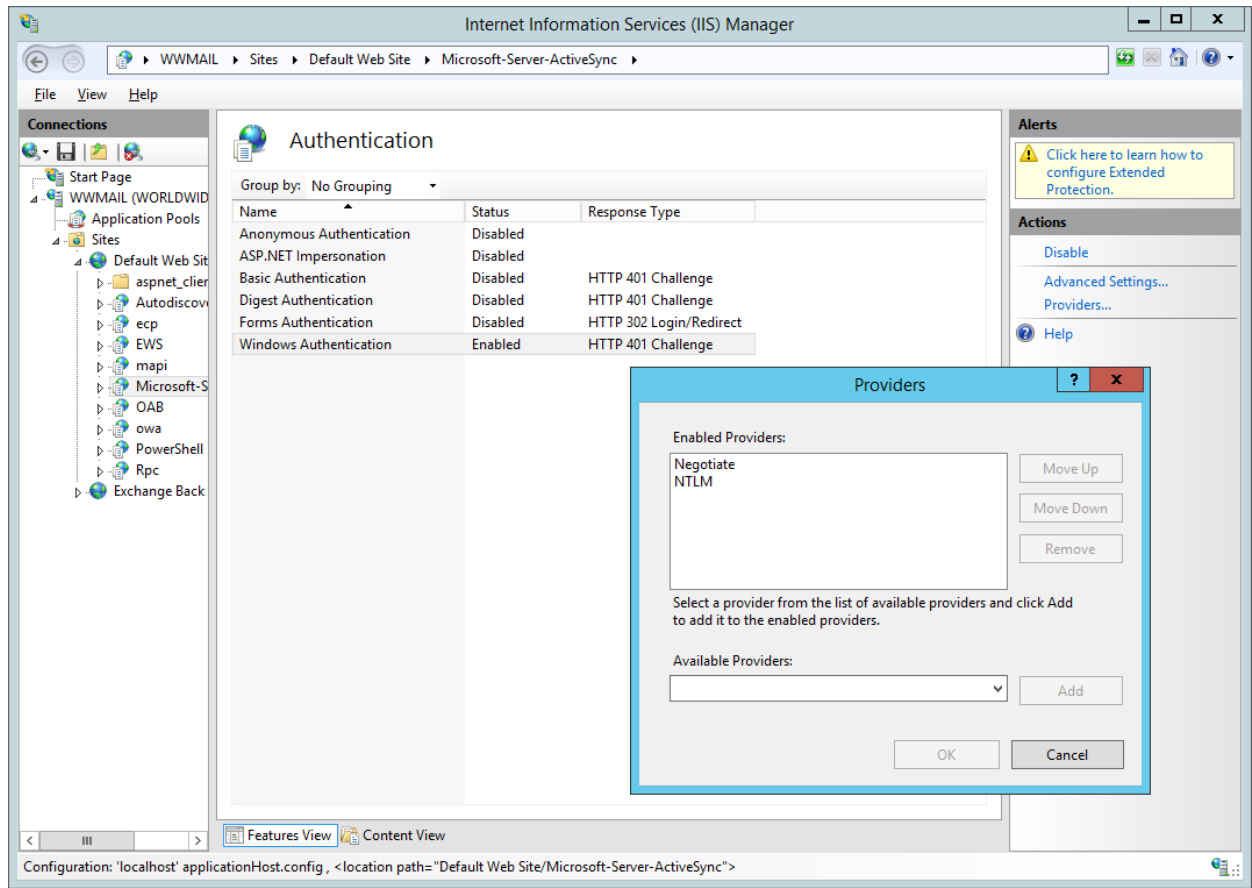 Internet Information Services (IIS) Manager
WWMAIL Sites Default Web Site Microsoft-Server-ActiveSync
File View Help
Connections
Start Page
WWMAIL (WORLDWID
Application Pools
Sites
Default Web Sit
aspnet_clier
Autodiscov
ecp
EWS
mapi
Microsoft-S
OAB
owa
PowerShell
Rpc
Exchange Back
Authentication
Group by: No Grouping
Name Status Response Type
Anonymous Authentication Disabled
ASP.NET Impersonation Disabled
Basic Authentication Disabled HTTP 401 Challenge
Digest Authentication Disabled HTTP 401 Challenge
Forms Authentication Disabled HTTP 302 Login/Redirect
Windows Authentication Enabled HTTP 401 Challenge
Providers
?
X
Enabled Providers:
Negotiate
NTLM
Move Up
Move Down
Remove
Select a provider from the list of available providers and click Add
to add it to the enabled providers.
Available Providers:
Add
OK
Cancel
Alerts
Click here to learn how to
configure Extended
Protection.
Actions
Disable
Advanced Settings...
Providers...
Help
Features View Content View
Configuration: 'localhost' applicationHost.config , <location path="Default Web Site/Microsoft-Server-ActiveSync">